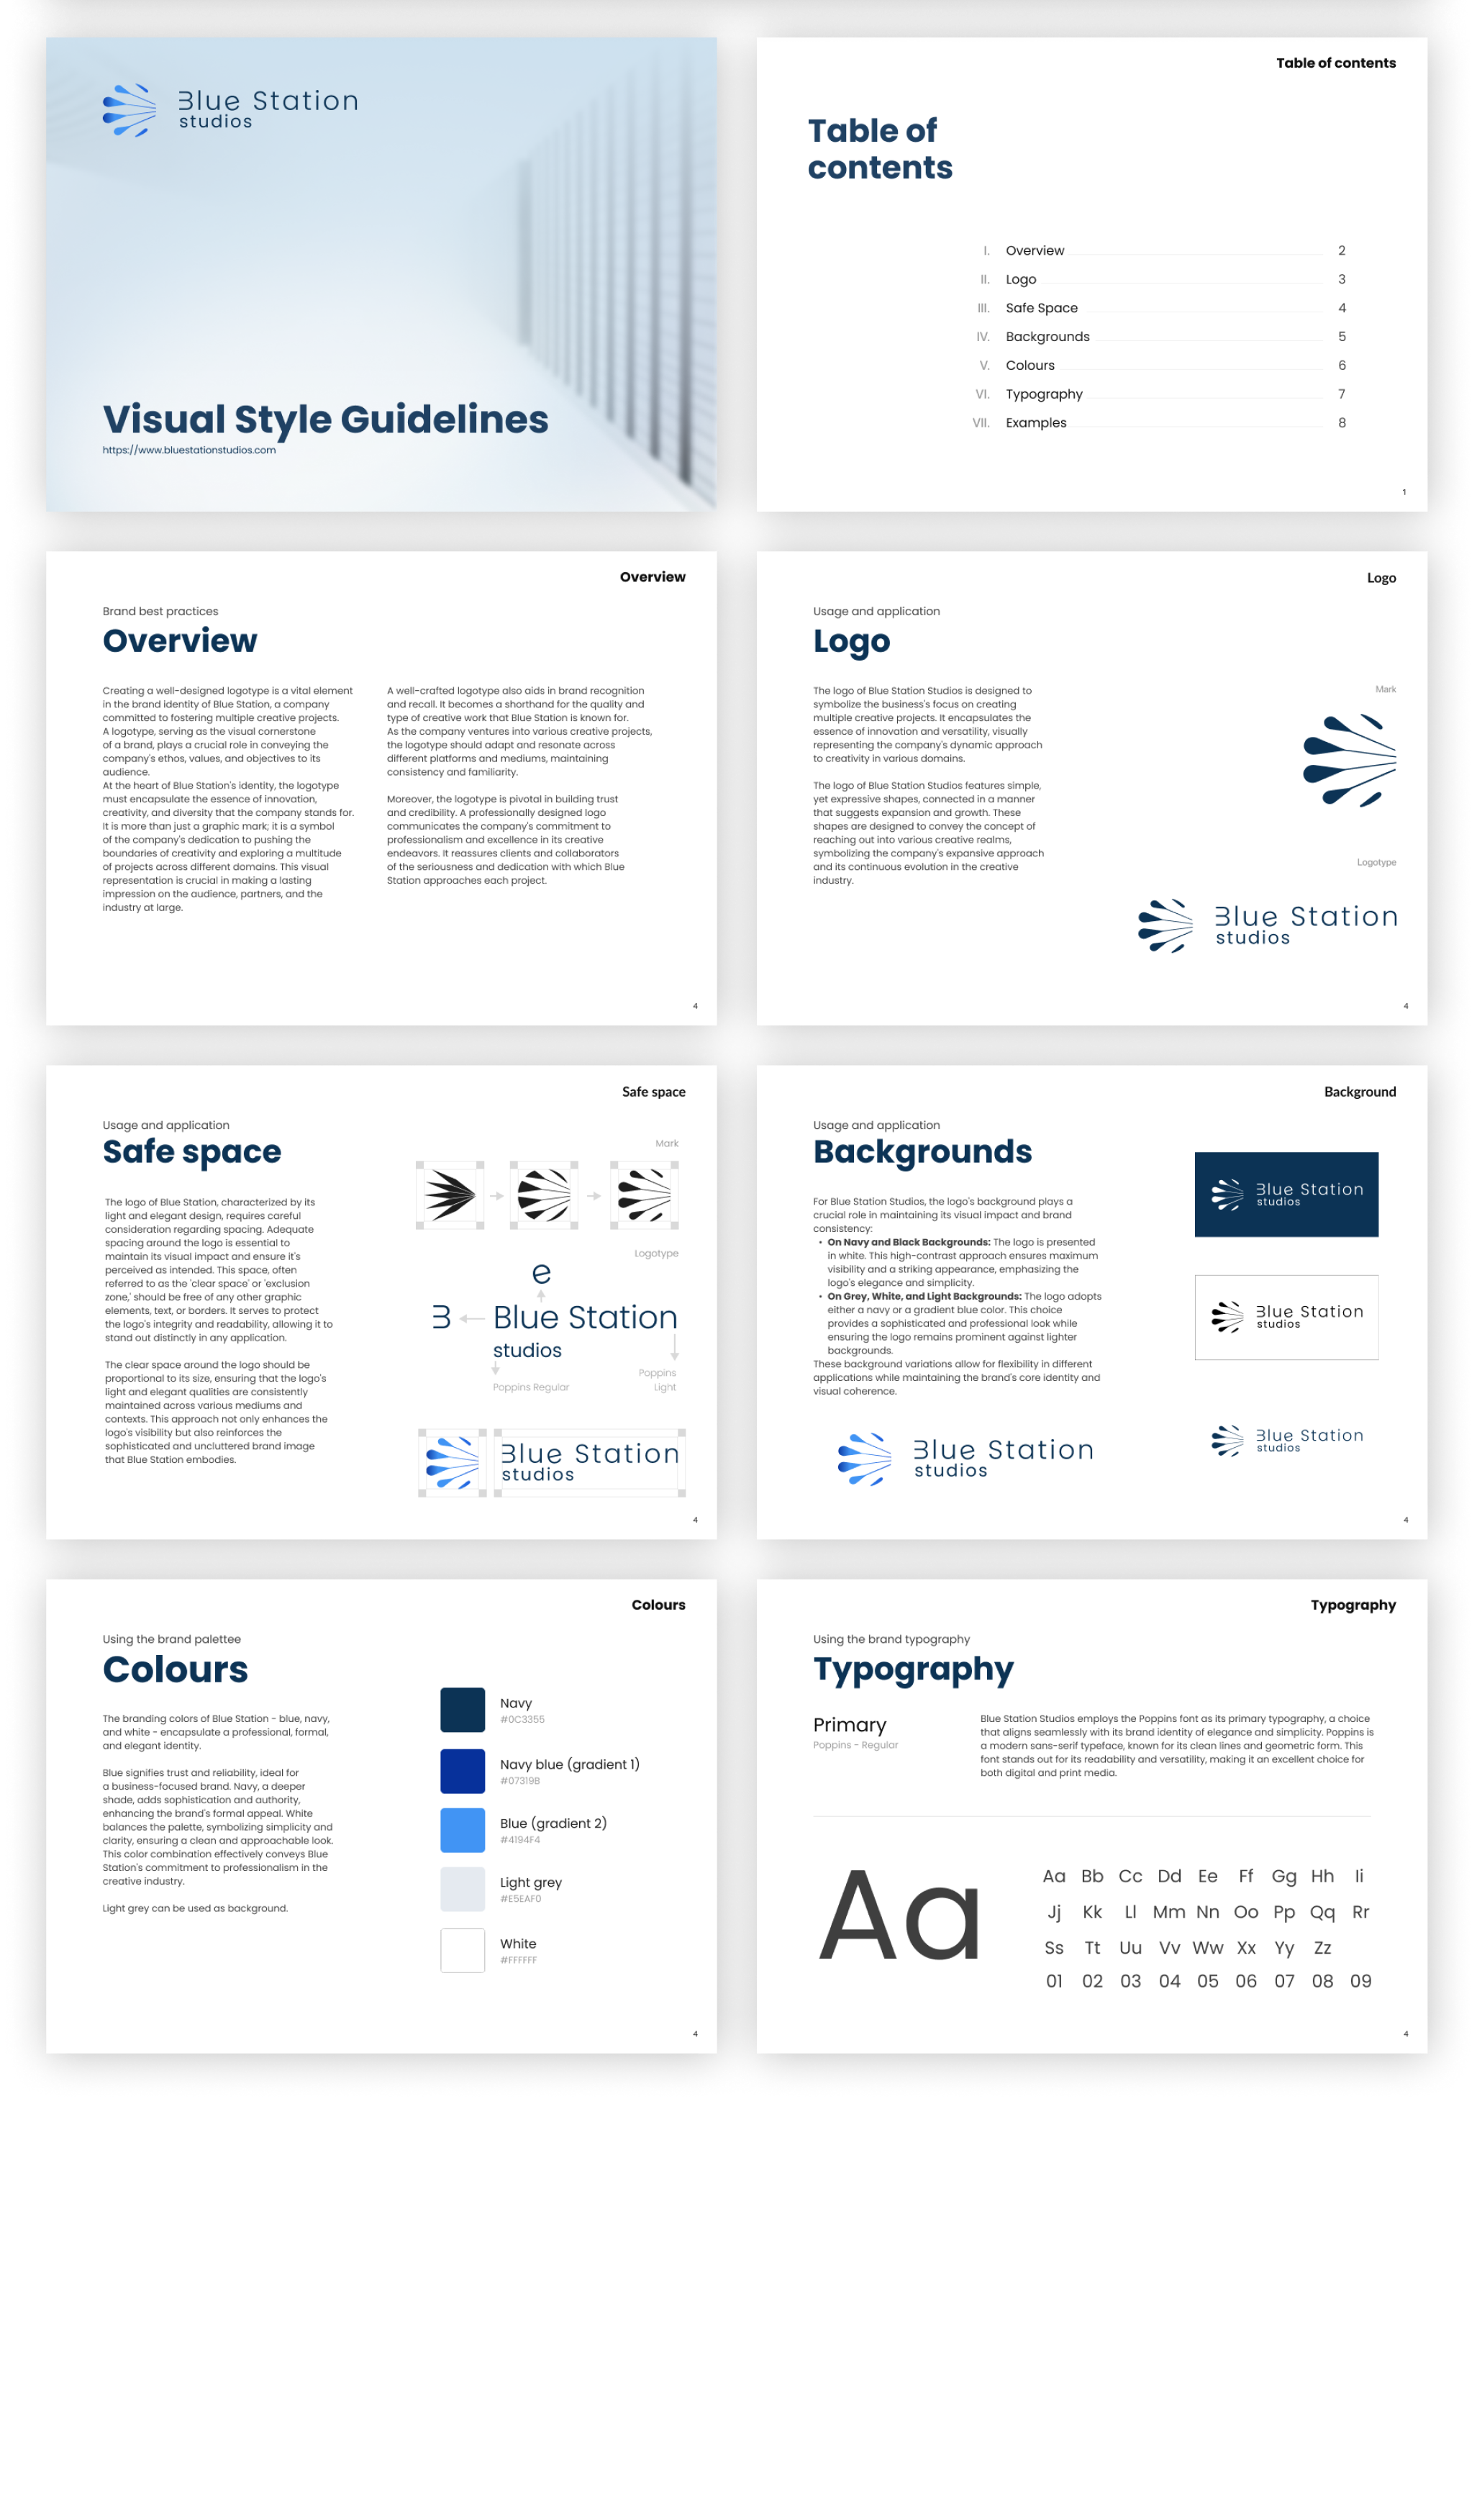 Blue Station
studios
Visual Style Guidelines
https://www.bluestationstudios.com
Table of contents
Table of
contents
I. Overview 2
II. Logo 3
III. Safe Space 4
IV. Backgrounds 5
V. Colours 6
VI. Typography 7
VII. Examples 8
1
Overview
Brand best practices
Overview
Creating a well-designed logotype is a vital element
in the brand identity of Blue Station, a company
committed to fostering multiple creative projects.
A logotype, serving as the visual cornerstone
of a brand, plays a crucial role in conveying the
company's ethos, values, and objectives to its
audience.
At the heart of Blue Station's identity, the logotype
must encapsulate the essence of innovation,
creativity, and diversity that the company stands for.
It is more than just a graphic mark; it is a symbol
of the company's dedication to pushing the
boundaries of creativity and exploring a multitude
of projects across different domains. This visual
representation is crucial in making a lasting
impression on the audience, partners, and the
industry at large.
A well-crafted logotype also aids in brand recognition
and recall. It becomes a shorthand for the quality and
type of creative work that Blue Station is known for.
As the company ventures into various creative projects,
the logotype should adapt and resonate across
different platforms and mediums, maintaining
consistency and familiarity.
Moreover, the logotype is pivotal in building trust
and credibility. A professionally designed logo
communicates the company's commitment to
professionalism and excellence in its creative
endeavors. It reassures clients and collaborators
of the seriousness and dedication with which Blue
Station approaches each project.
4
Logo
Usage and application
Logo
The logo of Blue Station Studios is designed to
symbolize the business's focus on creating
multiple creative projects. It encapsulates the
essence of innovation and versatility, visually
representing the company's dynamic approach
to creativity in various domains.
The logo of Blue Station Studios features simple,
yet expressive shapes, connected in a manner
that suggests expansion and growth. These
shapes are designed to convey the concept of
reaching out into various creative realms,
symbolizing the company's expansive approach
and its continuous evolution in the creative
industry.
Mark
Logotype
Blue Station
studios
4
Safe space
Usage and application
Safe space
The logo of Blue Station, characterized by its
light and elegant design, requires careful
consideration regarding spacing. Adequate
spacing around the logo is essential to
maintain its visual impact and ensure it's
perceived as intended. This space, often
referred to as the 'clear space' or 'exclusion
zone,' should be free of any other graphic
elements, text, or borders. It serves to protect
the logo's integrity and readability, allowing it to
stand out distinctly in any application.
The clear space around the logo should be
proportional to its size, ensuring that the logo's
light and elegant qualities are consistently
maintained across various mediums and
contexts. This approach not only enhances the
logo's visibility but also reinforces the
sophisticated and uncluttered brand image
that Blue Station embodies.
Mark
Logotype
e
B Blue Station
studios
Poppins Regular
Poppins
Light
Blue Station
studios
4
Background
Usage and application
Backgrounds
For Blue Station Studios, the logo's background plays a
crucial role in maintaining its visual impact and brand
consistency:
• On Navy and Black Backgrounds: The logo is presented
in white. This high-contrast approach ensures maximum
visibility and a striking appearance, emphasizing the
logo's elegance and simplicity.
• On Grey, White, and Light Backgrounds: The logo adopts
either a navy or a gradient blue color. This choice
provides a sophisticated and professional look while
ensuring the logo remains prominent against lighter
backgrounds.
These background variations allow for flexibility in different
applications while maintaining the brand's core identity and
visual coherence.
Blue Station
studios
Blue Station
studios
Blue Station
studios
Blue Station
studios
4
Colours
Using the brand palettee
Colours
The branding colors of Blue Station - blue, navy,
and white - encapsulate a professional, formal,
and elegant identity.
Blue signifies trust and reliability, ideal for
a business-focused brand. Navy, a deeper
shade, adds sophistication and authority,
enhancing the brand's formal appeal. White
balances the palette, symbolizing simplicity and
clarity, ensuring a clean and approachable look.
This color combination effectively conveys Blue
Station's commitment to professionalism in the
creative industry.
Light grey can be used as background.
Navy
#0C3355
Navy blue (gradient 1)
#07319B
Blue (gradient 2)
#4194F4
Light grey
#E5EAF0
White
#FFFFFF
4
Typography
Using the brand typography
Typography
Primary
Poppins - Regular
Blue Station Studios employs the Poppins font as its primary typography, a choice
that aligns seamlessly with its brand identity of elegance and simplicity. Poppins is
a modern sans-serif typeface, known for its clean lines and geometric form. This
font stands out for its readability and versatility, making it an excellent choice for
both digital and print media.
Aa
Aa Bb Cc Dd Ee Ff Gg Hh Ii
Jj Kk Ll Mm Nn Oo Pp Qq Rr
Ss Tt Uu Vv Ww Xx Yy Zz
01 02 03 04 05 06 07 08 09
4